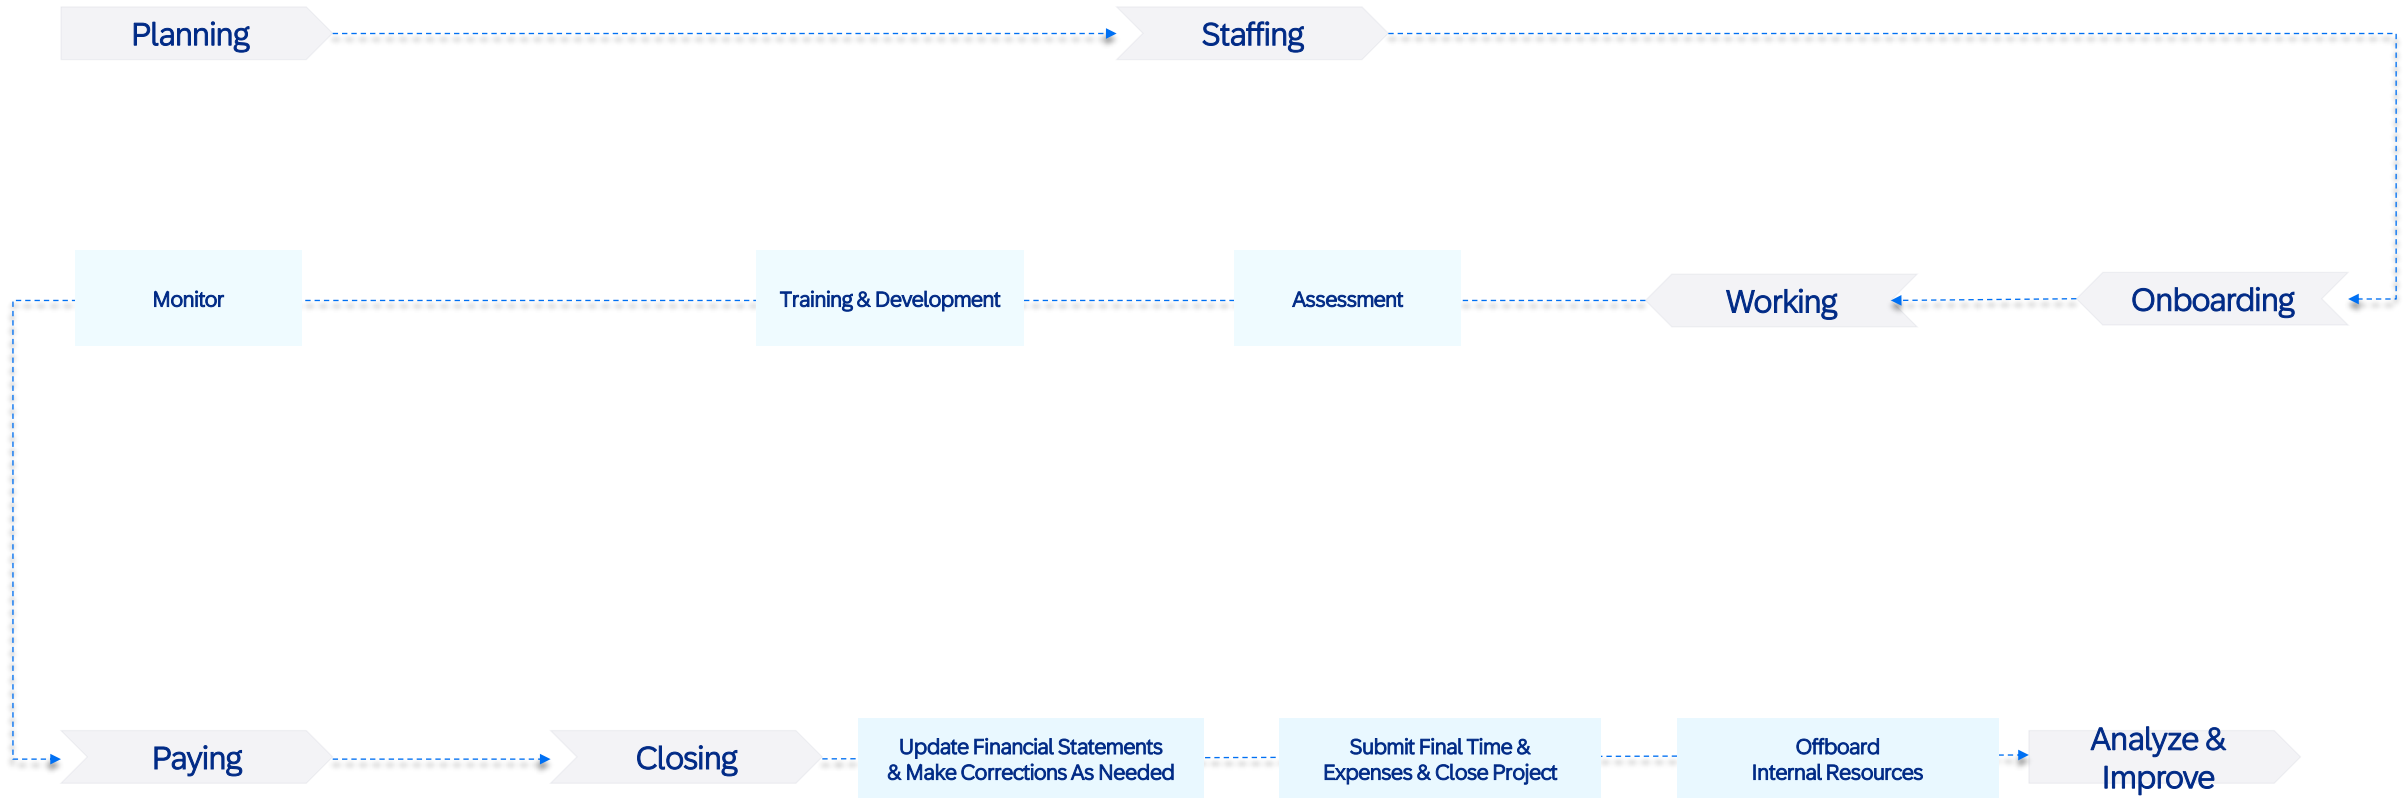 Planning
Staffing
Onboarding
Working
Assessment
Training & Development
Monitor
Paying
Closing
Update Financial Statements
& Make Corrections As Needed
Submit Final Time &
Expenses & Close Project
Offboard
Internal Resources
Analyze &
Improve